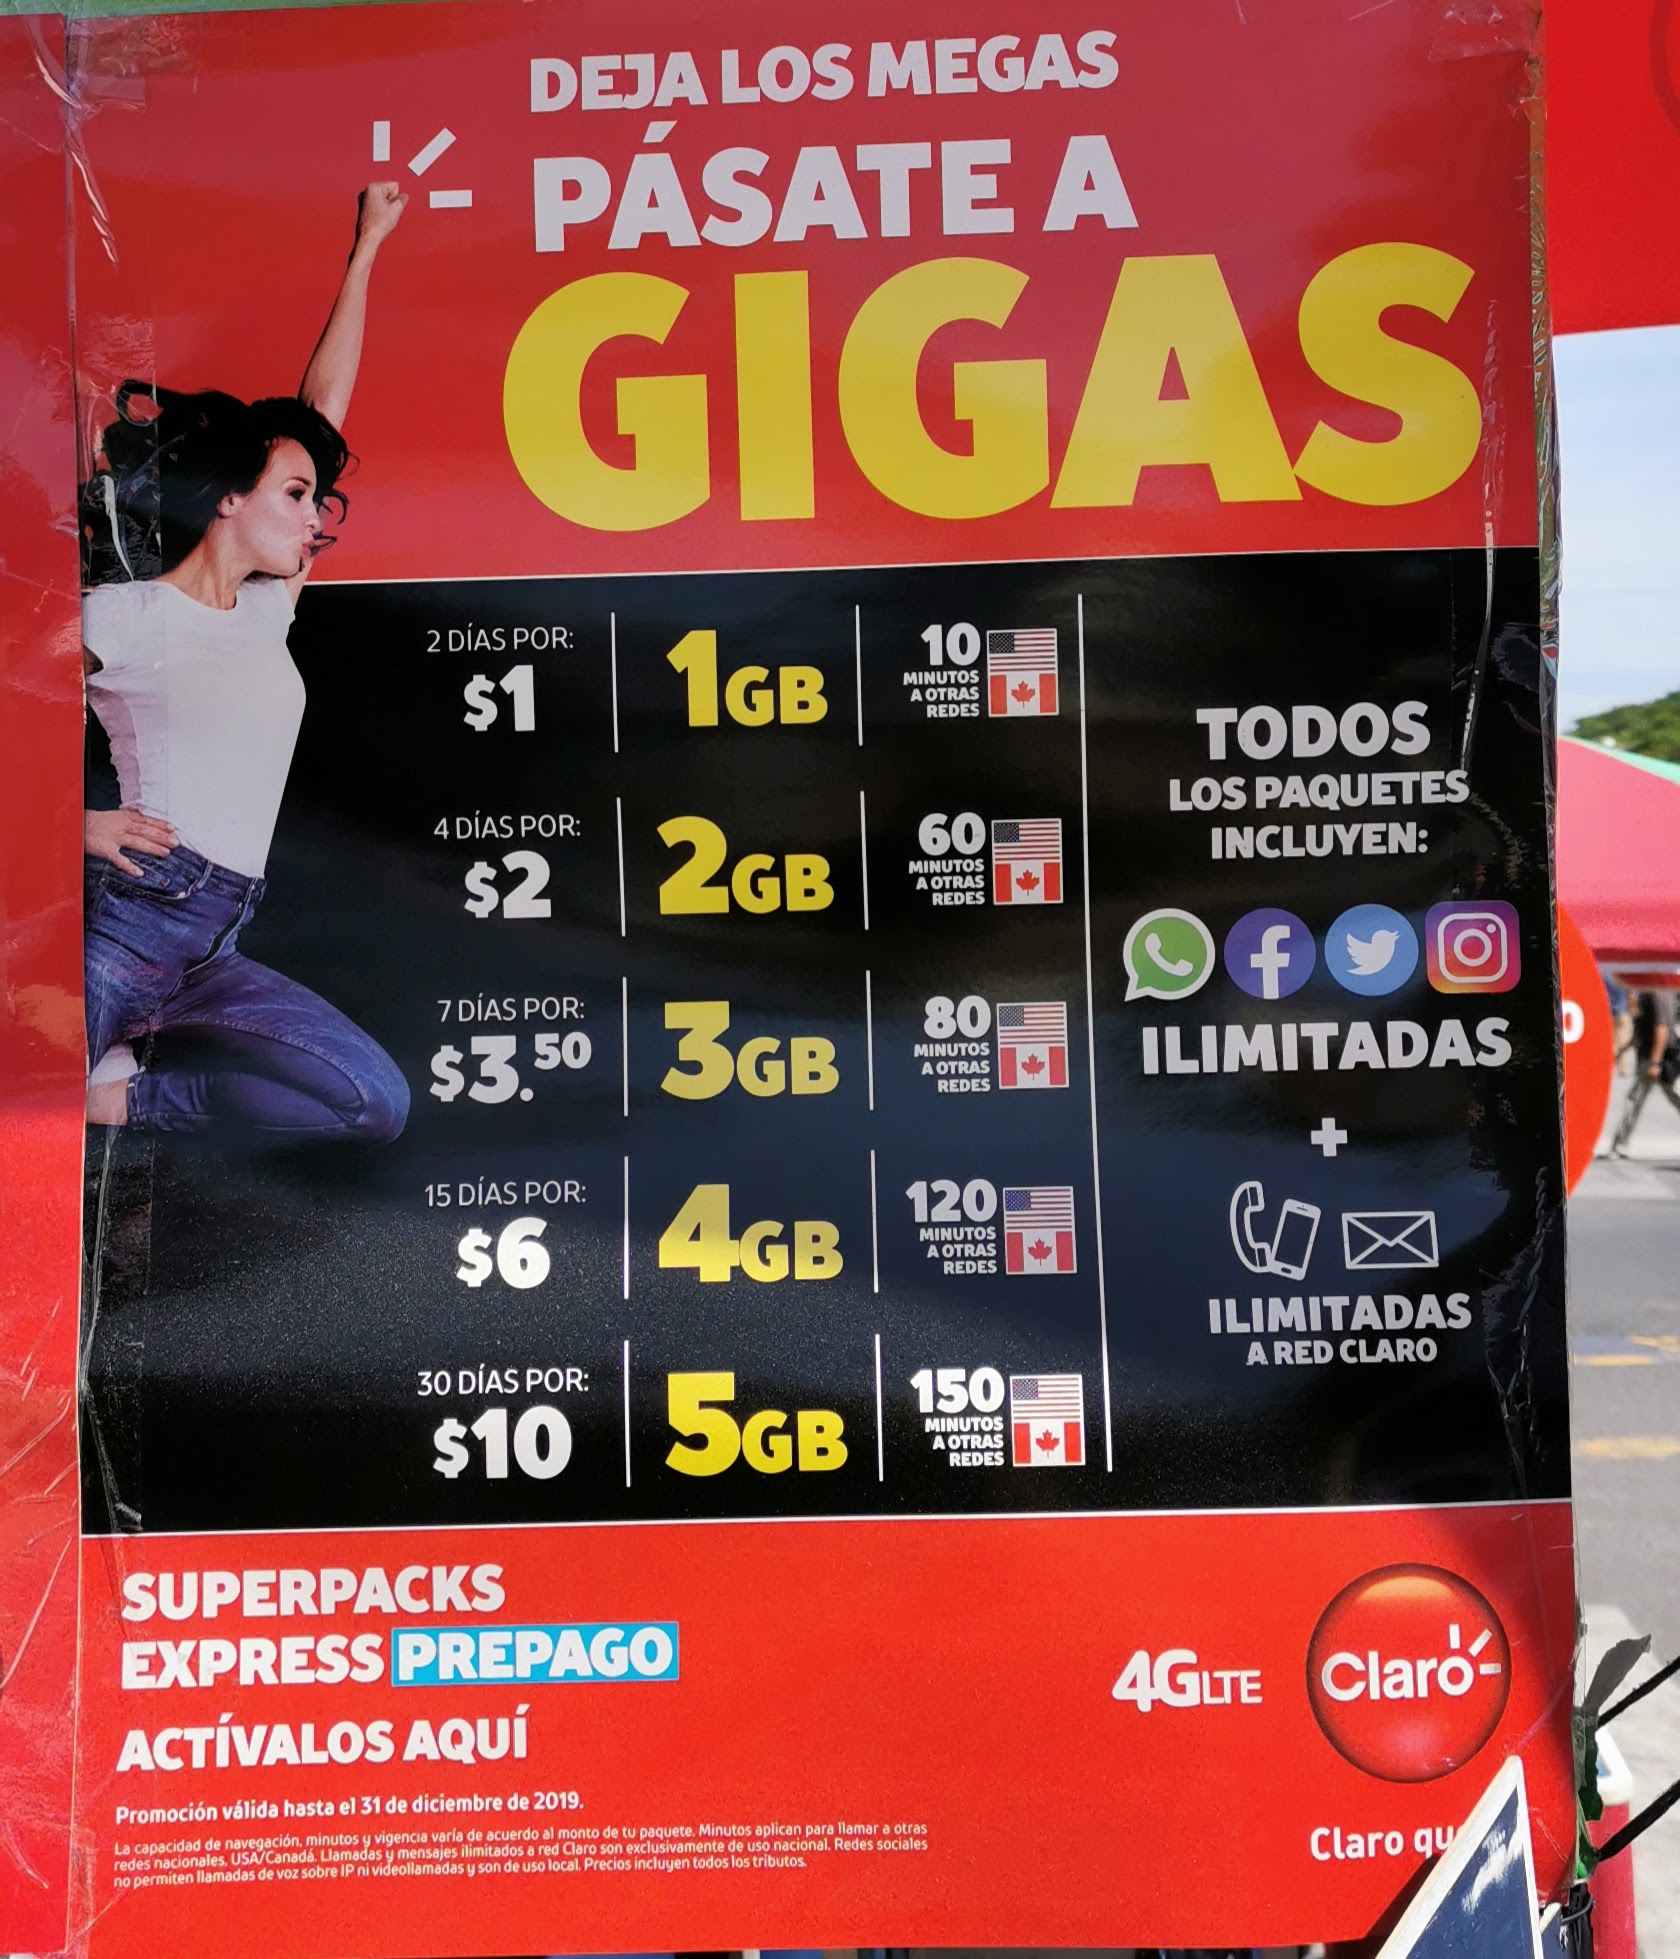 DEJA LOS MEGAS
PÁSATE A
GIGAS
2 DÍAS POR:
$1
1GB
10
MINUTOS
A OTRAS
REDES
4 DÍAS POR:
$2
2GB
60
MINUTOS
A OTRAS
REDES
7 DÍAS POR:
$3.50
3GB
80
MINUTOS
A OTRAS
REDES
15 DÍAS POR:
$6
4GB
120
MINUTOS
A OTRAS
REDES
30 DÍAS POR:
$10
5GB
150
MINUTOS
A OTRAS
REDES
TODOS
LOS PAQUETES
INCLUYEN:
ILIMITADAS
+
ILIMITADAS
A RED CLARO
SUPERPACKS
EXPRESS PREPAGO
ACTÍVALOS AQUÍ
4GLTE
Claro
Promoción válida hasta el 31 de diciembre de 2019.
La capacidad de navegación, minutos y vigencia varía de acuerdo al monto de tu paquete. Minutos aplican para llamar a otras
redes nacionales, USA/Canadá. Llamadas y mensajes ilimitados a red Claro son exclusivamente de uso nacional. Redes sociales
no permiten llamadas de voz sobre IP ni videollamadas y son de uso local. Precios incluyen todos los tributos.
Claro qu